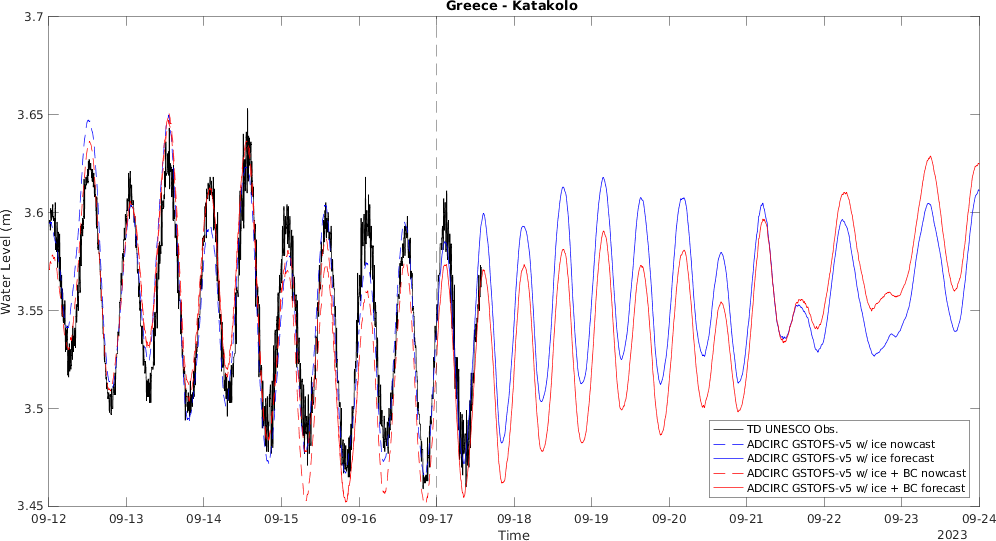 Greece - Katakolo
3.7
3.65
3.6
3.55
3.5
3.45
Water Level (m)
TD UNESCO Obs.
ADCIRC GSTOFS-v5 w/ ice nowcast
ADCIRC GSTOFS-v5 w/ ice forecast
ADCIRC GSTOFS-v5 w/ ice + BC nowcast
ADCIRC GSTOFS-v5 w/ ice + BC forecast
09-12 09-13 09-14 09-15 09-16 09-17 09-18 09-19 09-20 09-21 09-22 09-23 09-24
Time
2023